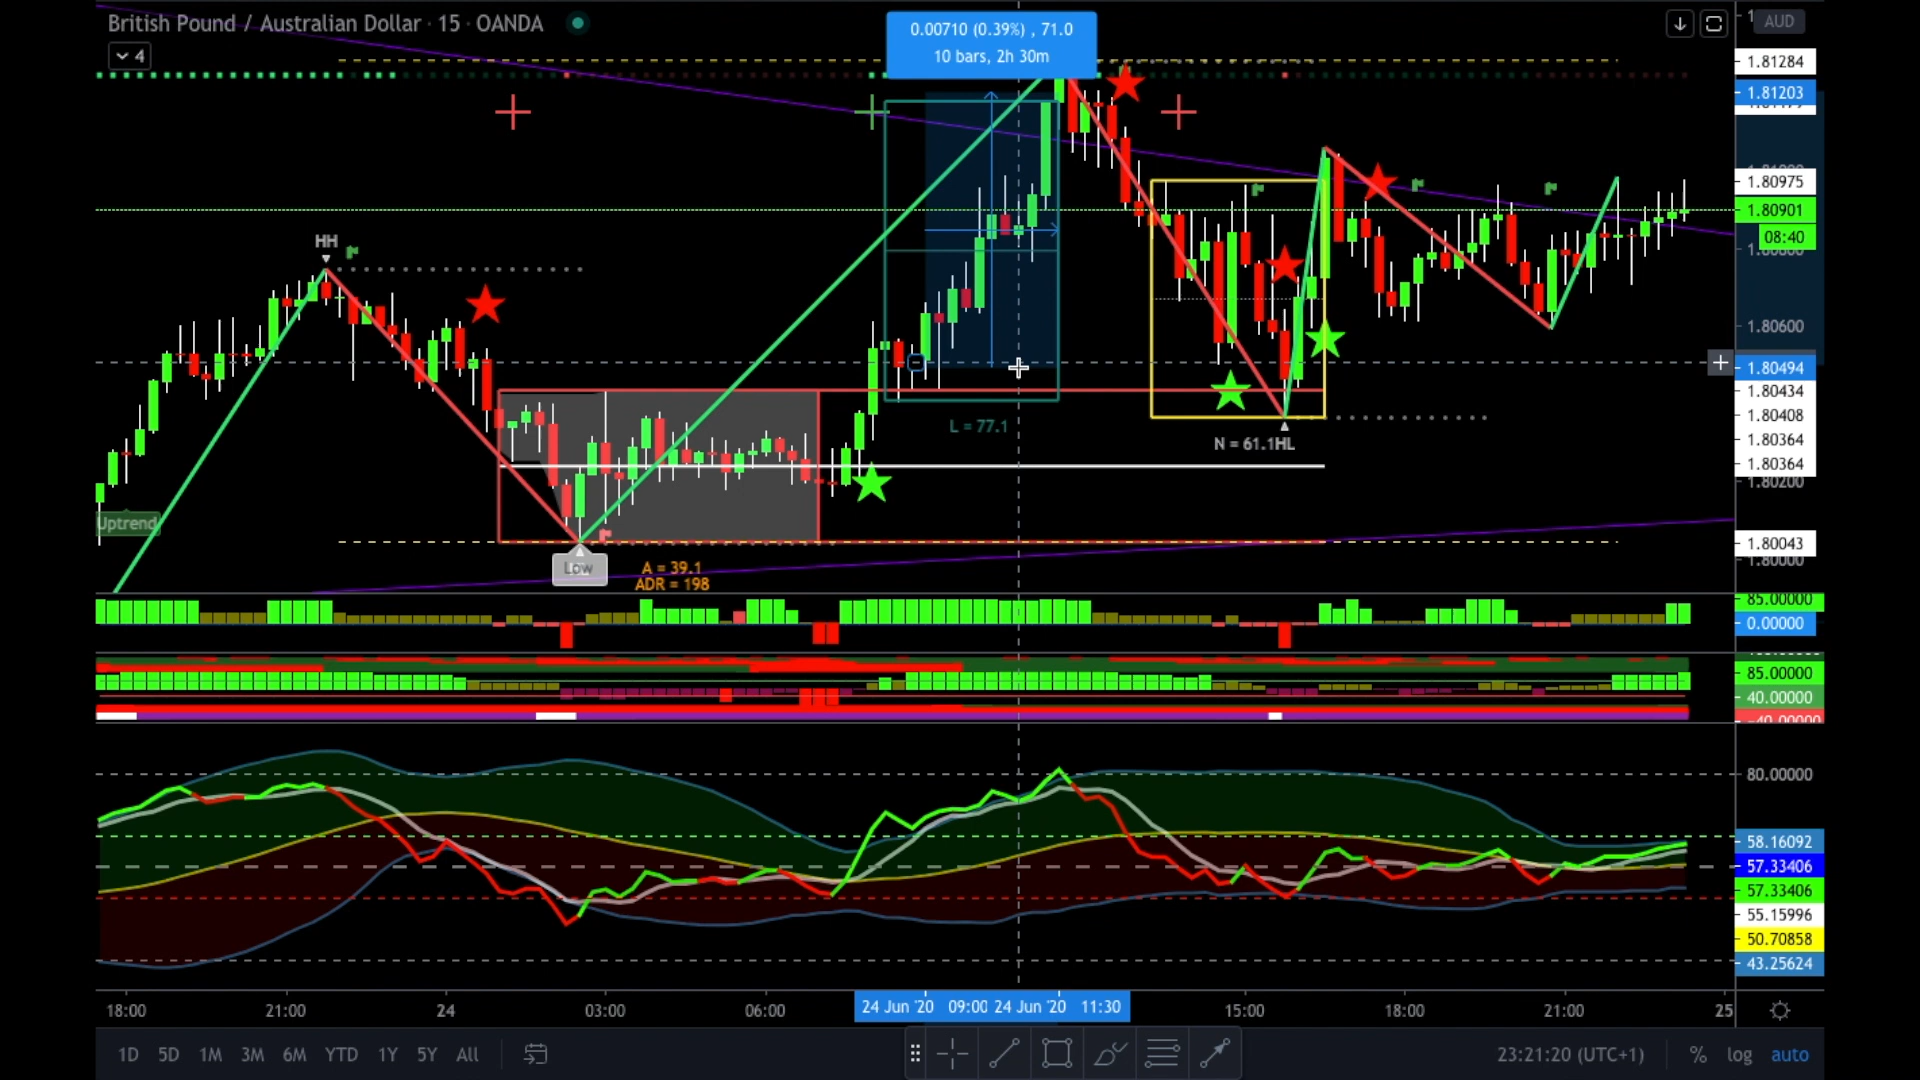 British Pound / Australian Dollar · 15 · OANDA
4
0.00710 (0.39%) , 71.0
10 bars, 2h 30m
AUD
1.81284
1.81203
1.80975
1.80901
08:40
1.80600
1.80494
1.80434
1.80408
1.80364
1.80364
1.80200
1.80043
1.80000
HH
Uptrend
Low
A = 39.1
ADR = 198
L = 77.1
N = 61.1HL
85.00000
0.00000
85.00000
40.00000
-40.00000
80.00000
58.16092
57.33406
57.33406
55.15996
50.70858
43.25624
18:00
21:00
24
03:00
06:00
24 Jun '20 09:00
24 Jun '20 11:30
15:00
18:00
21:00
25
1D 5D 1M 3M 6M YTD 1Y 5Y All
23:21:20 (UTC+1)
% log auto